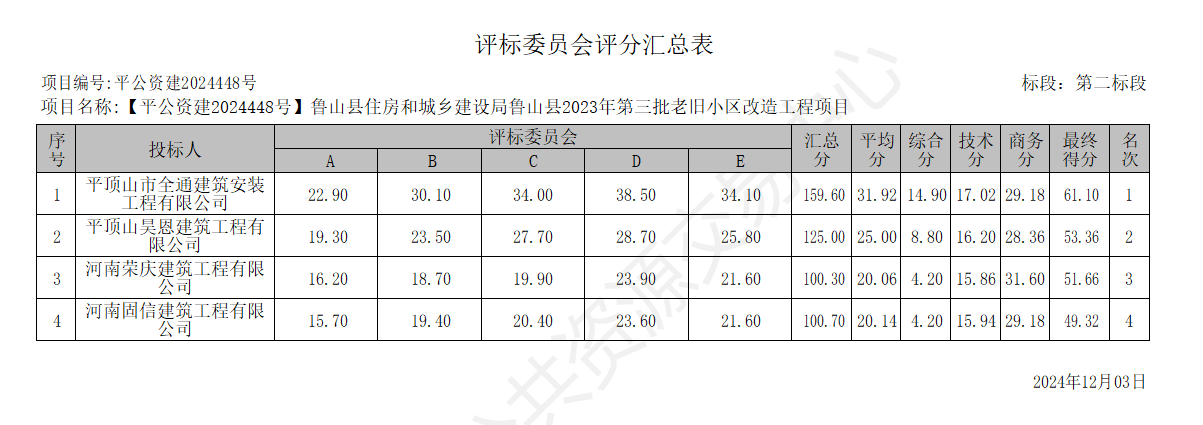 评标委员会评分汇总表
项目编号:平公资建2024448号 标段：第二标段
项目名称:【平公资建2024448号】鲁山县住房和城乡建设局鲁山县2023年第三批老旧小区改造工程项目
序号 投标人 评标委员会 汇总分 平均分 综合分 技术分 商务分 最终得分 名次
A B C D E
1 平顶山市全通建筑安装工程有限公司 22.90 30.10 34.00 38.50 34.10 159.60 31.92 14.90 17.02 29.18 61.10 1
2 平顶山昊恩建筑工程有限公司 19.30 23.50 27.70 28.70 25.80 125.00 25.00 8.80 16.20 28.36 53.36 2
3 河南荣庆建筑工程有限公司 16.20 18.70 19.90 23.90 21.60 100.30 20.06 4.20 15.86 31.60 51.66 3
4 河南固信建筑工程有限公司 15.70 19.40 20.40 23.60 21.60 100.70 20.14 4.20 15.94 29.18 49.32 4
2024年12月03日
公共资源交易中心